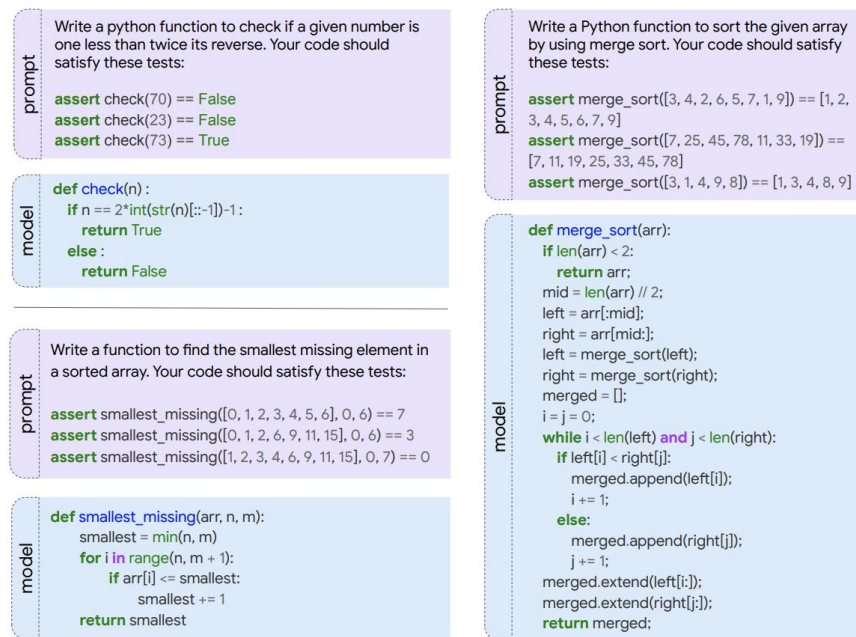 prompt
Write a python function to check if a given number is
one less than twice its reverse. Your code should
satisfy these tests:
assert check(70) == False
assert check(23) == False
assert check(73) == True
model
def check(n) :
if n == 2*int(str(n)[::-1])-1 :
return True
else :
return False
prompt
Write a function to find the smallest missing element in
a sorted array. Your code should satisfy these tests:
assert smallest_missing([0, 1, 2, 3, 4, 5, 6], 0, 6) == 7
assert smallest_missing([0, 1, 2, 6, 9, 11, 15], 0, 6) == 3
assert smallest_missing([1, 2, 3, 4, 6, 9, 11, 15], 0, 7) == 0
model
def smallest_missing(arr, n, m):
smallest = min(n, m)
for i in range(n, m + 1):
if arr[i] <= smallest:
smallest += 1
return smallest
prompt
Write a Python function to sort the given array
by using merge sort. Your code should satisfy
these tests:
assert merge_sort([3, 4, 2, 6, 5, 7, 1, 9]) == [1, 2,
3, 4, 5, 6, 7, 9]
assert merge_sort([7, 25, 45, 78, 11, 33, 19]) ==
[7, 11, 19, 25, 33, 45, 78]
assert merge_sort([3, 1, 4, 9, 8]) == [1, 3, 4, 8, 9]
model
def merge_sort(arr):
if len(arr) < 2:
return arr;
mid = len(arr) // 2;
left = arr[:mid];
right = arr[mid:];
left = merge_sort(left);
right = merge_sort(right);
merged = [];
i = j = 0;
while i < len(left) and j < len(right):
if left[i] < right[j]:
merged.append(left[i]);
i += 1;
else:
merged.append(right[j]);
j += 1;
merged.extend(left[i:]);
merged.extend(right[j:]);
return merged;